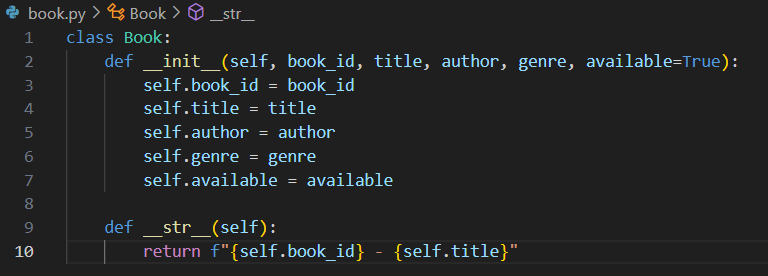 book.py > Book > __str__
1 class Book:
2     def __init__(self, book_id, title, author, genre, available=True):
3         self.book_id = book_id
4         self.title = title
5         self.author = author
6         self.genre = genre
7         self.available = available
8
9     def __str__(self):
10         return f"{self.book_id} - {self.title}"